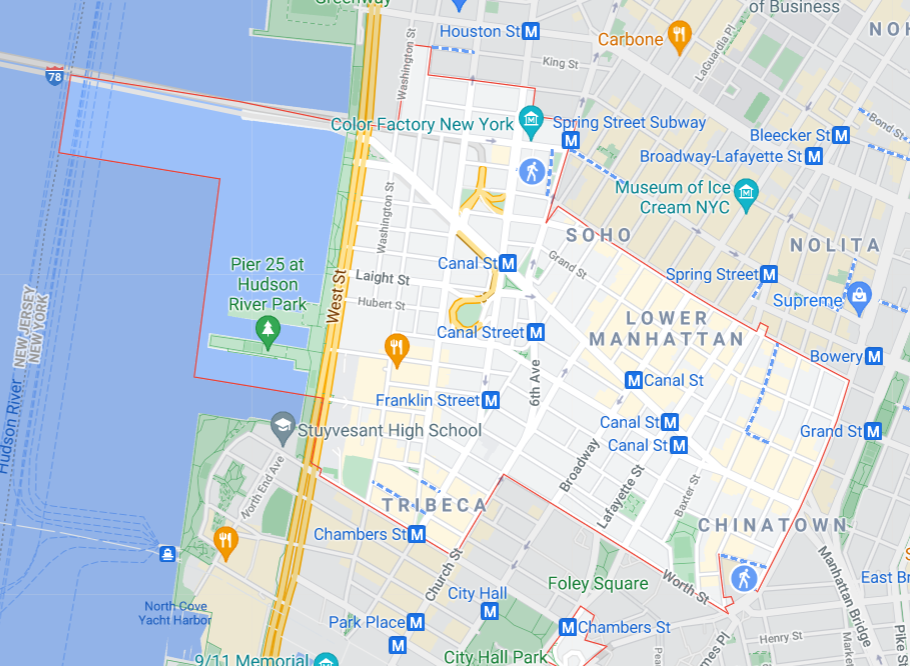 Greenway
of Business
Houston St
Carbone
NOH
LaGuardia Pl
Washington St
King St
78
Color Factory New York
Spring Street Subway
Bond St
Bleecker St
Broadway-Lafayette St
Museum of Ice
Cream NYC
Washington St
SOHO
NOLITA
Pier 25 at
Hudson
River Park
Canal St
Grand St
Laight St
Spring Street
West St
Hubert St
Supreme
NEW JERSEY
NEW YORK
LOWER
MANHATTAN
Canal Street
Bowery
6th Ave
Canal St
Franklin Street
Hudson River
Canal St
Stuyvesant High School
Grand St
Canal St
Broadway
North End Ave
Lafayette St
Baxter St
TRIBECA
CHINATOWN
Chambers St
Church St
Manhattan Bridge
Foley Square
Worth St
East Br
North Cove
Yacht Harbor
City Hall
Park Place
Chambers St
Henry St
Pike S
Market
mes Pl
Pea
9/11 Memorial
City Hall Park